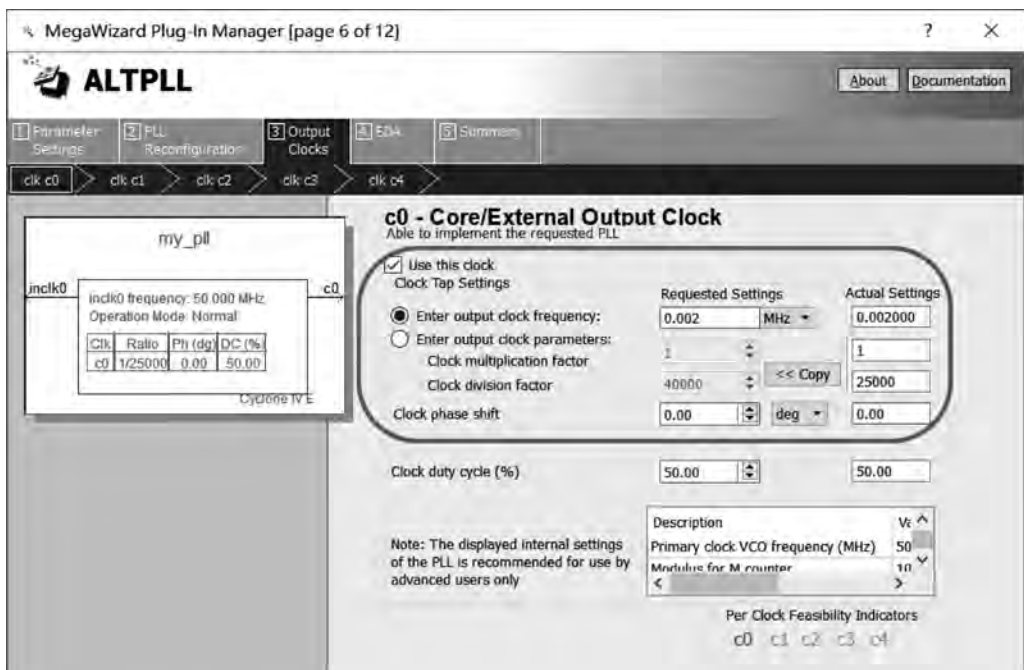 MegaWizard Plug-In Manager [page 6 of 12]
?
ALTPLL
About
Documentation
1 Parameter Settings
2 PLL Reconfiguration
3 Output Clocks
4 EDA
5 Summary
clk c0
clk c1
clk c2
clk c3
clk c4
my_pll
inclk0
c0
inclk0 frequency: 50.000 MHz
Operation Mode: Normal
Clk Ratio Ph (dg) DC (%)
c0 1/25000 0.00 50.00
Cyclone IV E
c0 - Core/External Output Clock
Able to implement the requested PLL
Use this clock
Clock Tap Settings
Requested Settings Actual Settings
Enter output clock frequency: 0.002 MHz 0.002000
Enter output clock parameters:
Clock multiplication factor 1 1
<< Copy
Clock division factor 40000 25000
Clock phase shift 0.00 deg 0.00
Clock duty cycle (%) 50.00 50.00
Note: The displayed internal settings
of the PLL is recommended for use by
advanced users only
Description
Primary clock VCO frequency (MHz) 50
Modulus for M counter 10
Per Clock Feasibility Indicators
c0 c1 c2 c3 c4